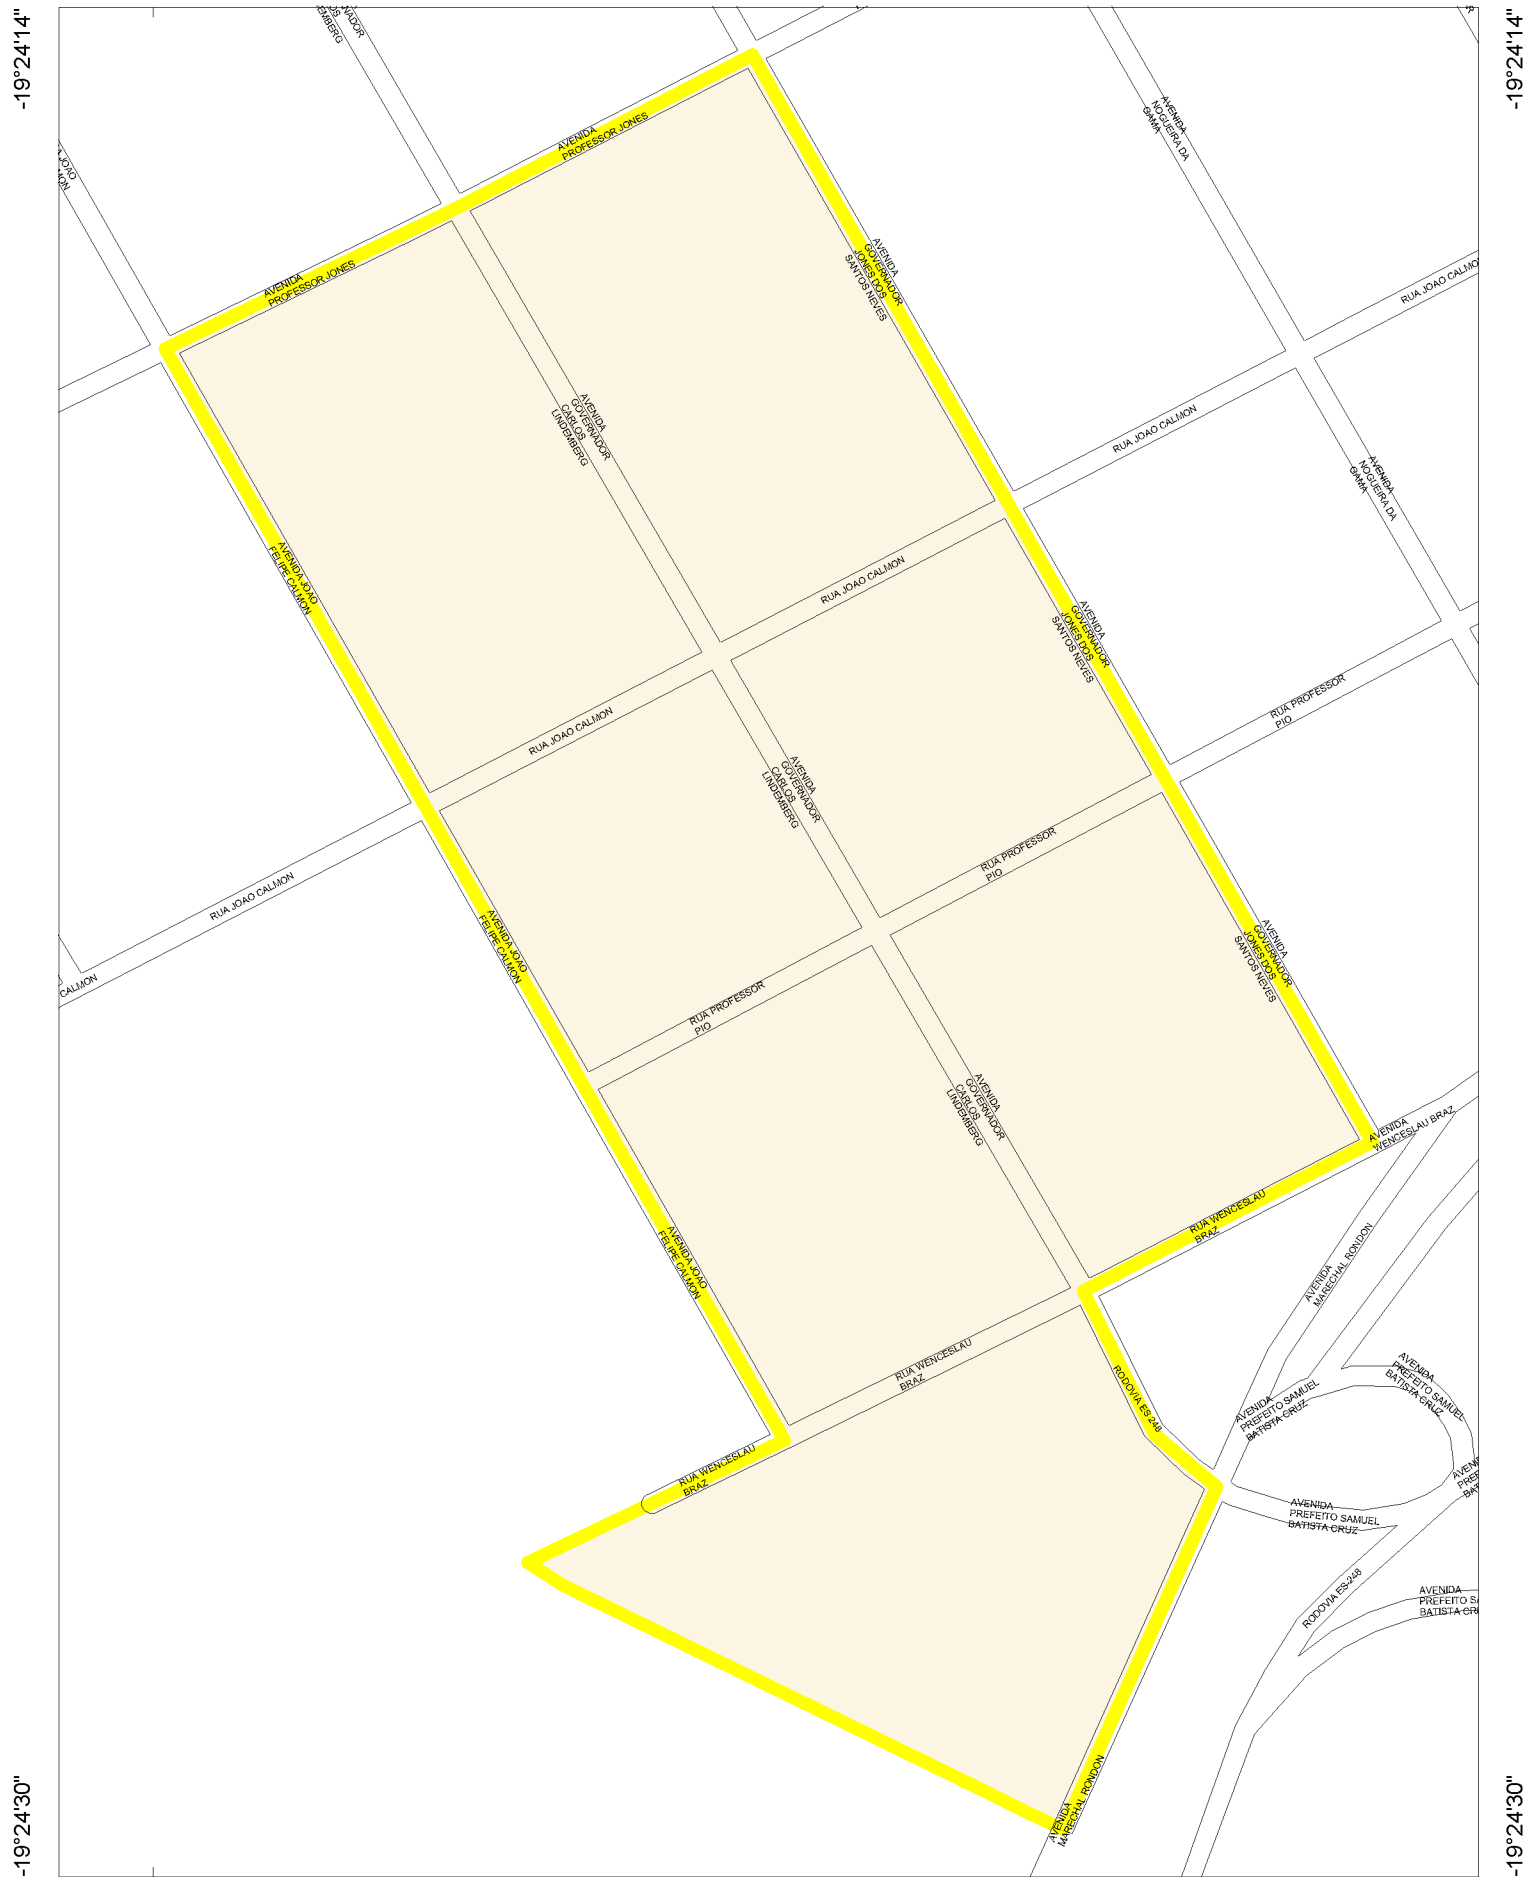 -19°24'14"
-19°24'14"
AVENIDA
PROFESSOR JONES
AVENIDA
NOGUEIRA DA
GAMA
AVENIDA
PROFESSOR JONES
AVENIDA
GOVERNADOR
JONES DOS
SANTOS NEVES
RUA JOAO CALMO
AVENIDA
GOVERNADOR
CARLOS
LINDEMBERG
RUA JOAO CALMON
AVENIDA
NOGUEIRA DA
GAMA
AVENIDA JOAO
FELIPE CALMON
RUA JOAO CALMON
AVENIDA
GOVERNADOR
JONES DOS
SANTOS NEVES
RUA PROFESSOR
PIO
RUA JOAO CALMON
AVENIDA
GOVERNADOR
CARLOS
LINDEMBERG
RUA PROFESSOR
PIO
RUA JOAO CALMON
AVENIDA JOAO
FELIPE CALMON
AVENIDA
GOVERNADOR
JONES DOS
SANTOS NEVES
CALMON
RUA PROFESSOR
PIO
AVENIDA
GOVERNADOR
CARLOS
LINDEMBERG
AVENIDA
WENCESLAU BRAZ
RUA WENCESLAU
BRAZ
AVENIDA JOAO
FELIPE CALMON
AVENIDA
MARECHAL RONDON
RUA WENCESLAU
BRAZ
RODOVIA ES 248
AVENIDA
PREFEITO SAMUEL
BATISTA CRUZ
AVENIDA
PREFEITO SAMUEL
BATISTA CRUZ
RUA WENCESLAU
BRAZ
AVENIDA
PREFEITO SAMUEL
BATISTA CRUZ
RODOVIA ES-248
AVENIDA
PREFEITO SA
BATISTA CRU
AVENIDA
MARECHAL RONDON
-19°24'30"
-19°24'30"